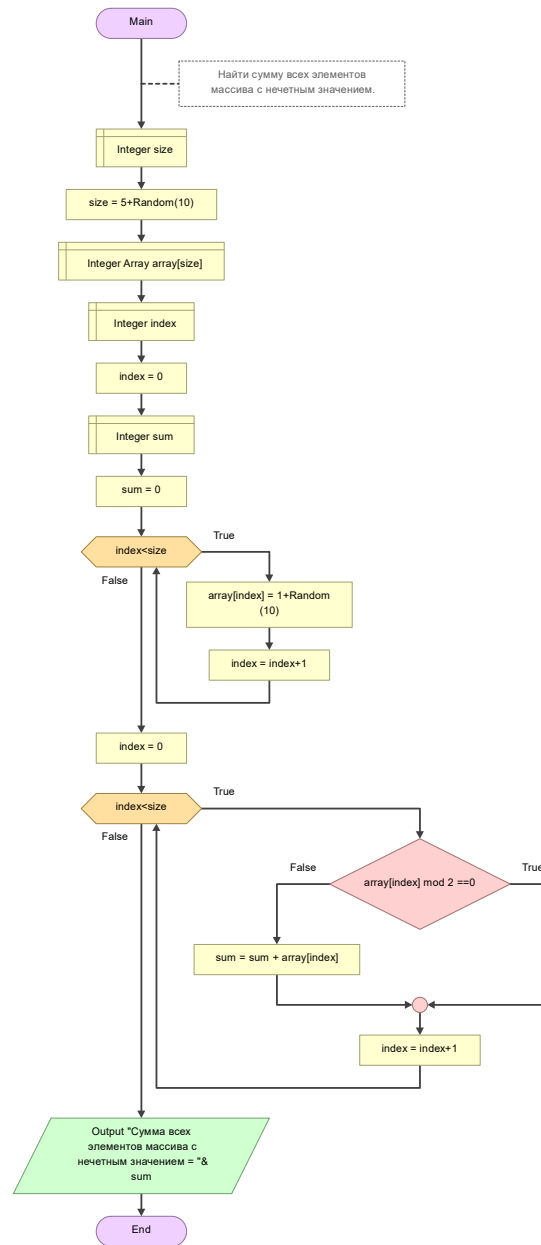 Main
Найти сумму всех элементов
массива с нечетным значением.
Integer size
size = 5+Random(10)
Integer Array array[size]
Integer index
index = 0
Integer sum
sum = 0
index<size
True
False
array[index] = 1+Random
(10)
index = index+1
index = 0
index<size
True
False
False
array[index] mod 2 ==0
True
sum = sum + array[index]
index = index+1
Output "Сумма всех
элементов массива с
нечетным значением = "&
sum
End